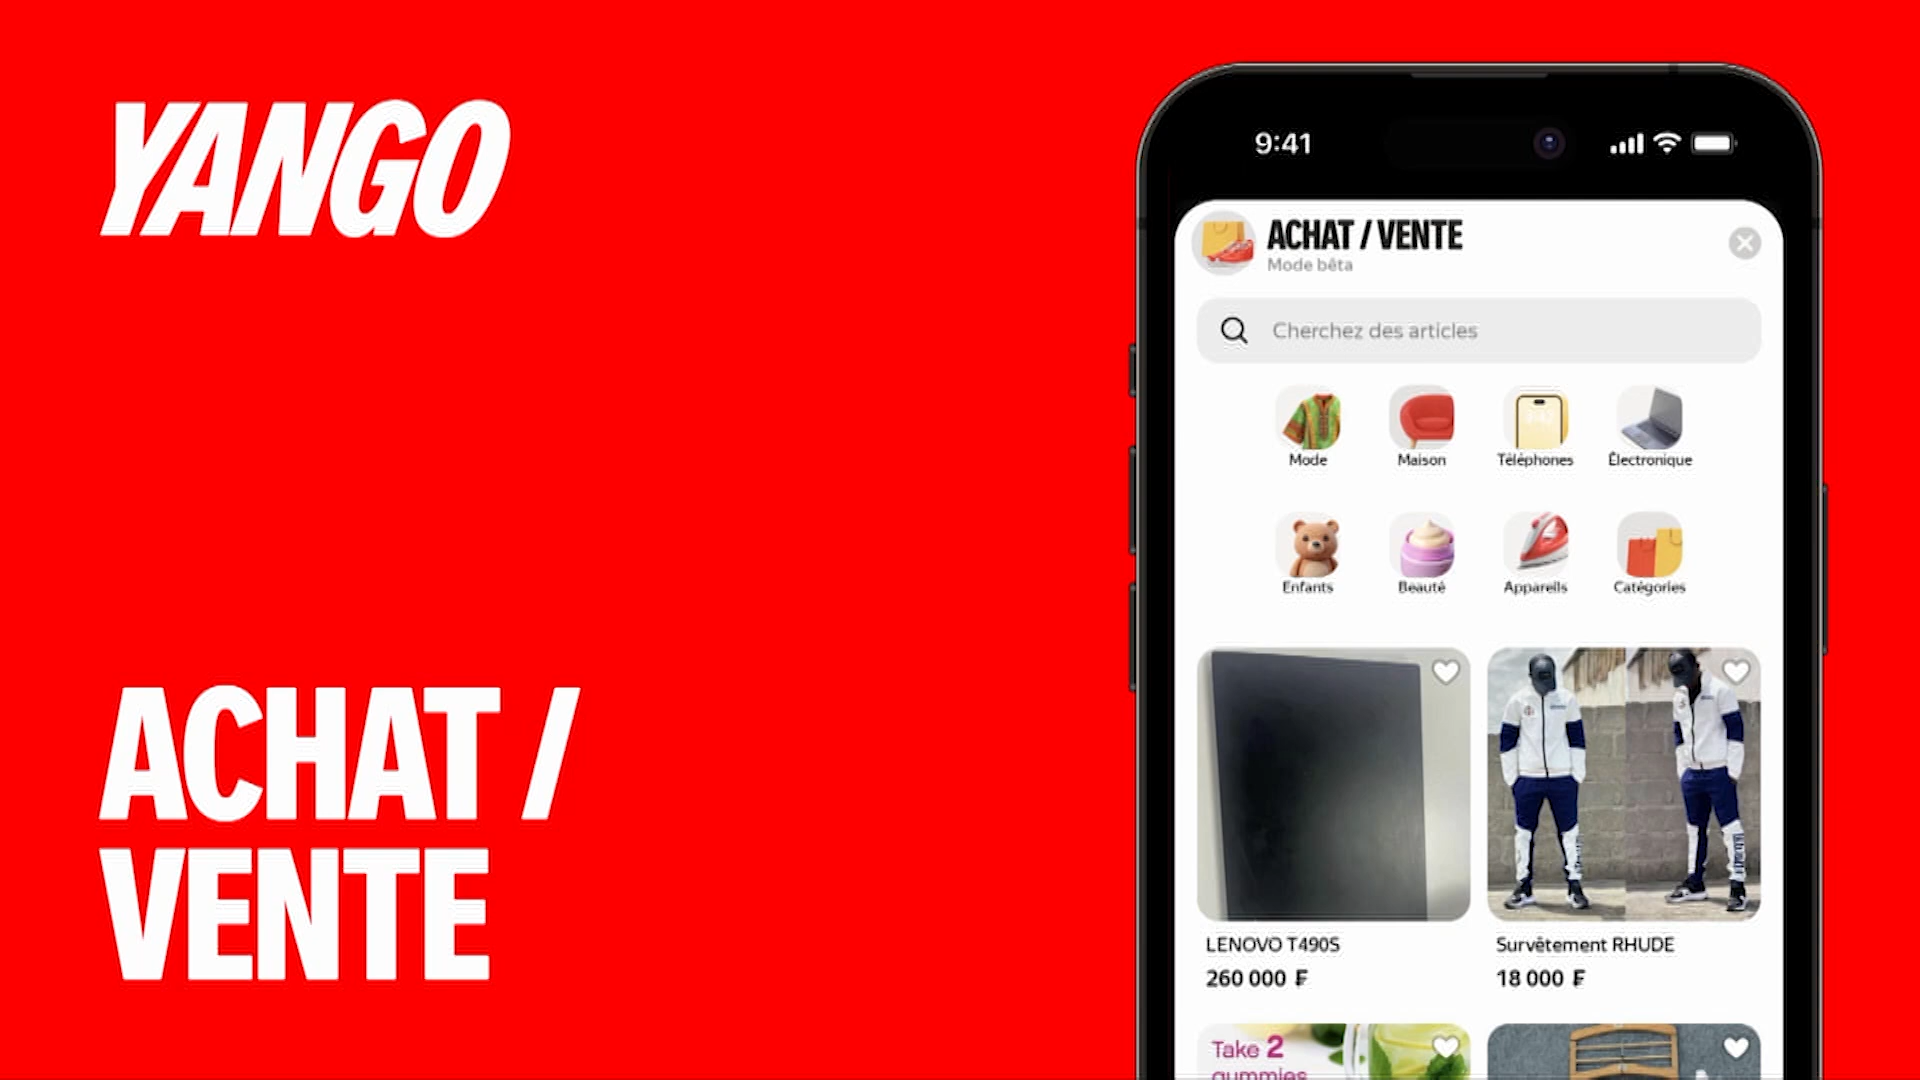 YANGO
ACHAT /
VENTE
9:41
ACHAT / VENTE
Mode bêta
Cherchez des articles
Mode
Maison
Téléphones
Électronique
Enfants
Beauté
Appareils
Catégories
LENOVO T490S
260 000 ₣
Survêtement RHUDE
18 000 ₣
Take 2
gummies